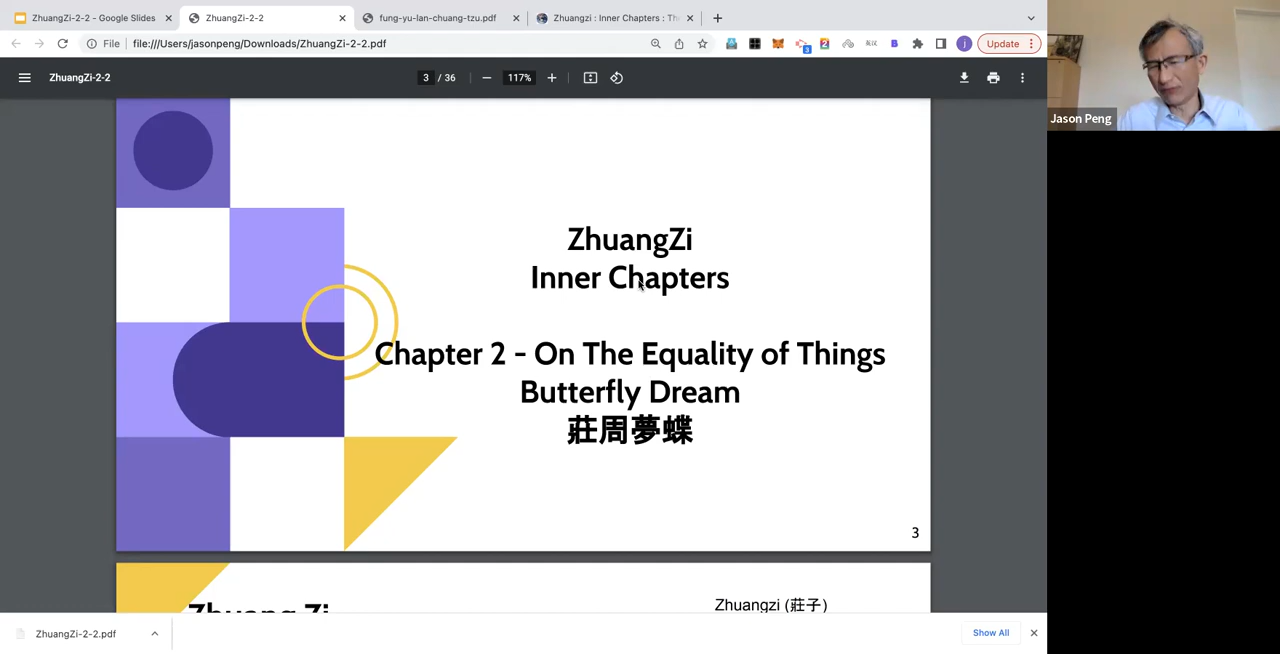 ZhuangZi-2-2 - Google Slides
ZhuangZi-2-2
fung-yu-lan-chuang-tzu.pdf
Zhuangzi : Inner Chapters : Th
File
file:///Users/jasonpeng/Downloads/ZhuangZi-2-2.pdf
Update
ZhuangZi-2-2
3 / 36
117%
Jason Peng
ZhuangZi
Inner Chapters
Chapter 2 - On The Equality of Things
Butterfly Dream
莊周夢蝶
3
Zhuang Zi
Zhuangzi (莊子)
ZhuangZi-2-2.pdf
Show All